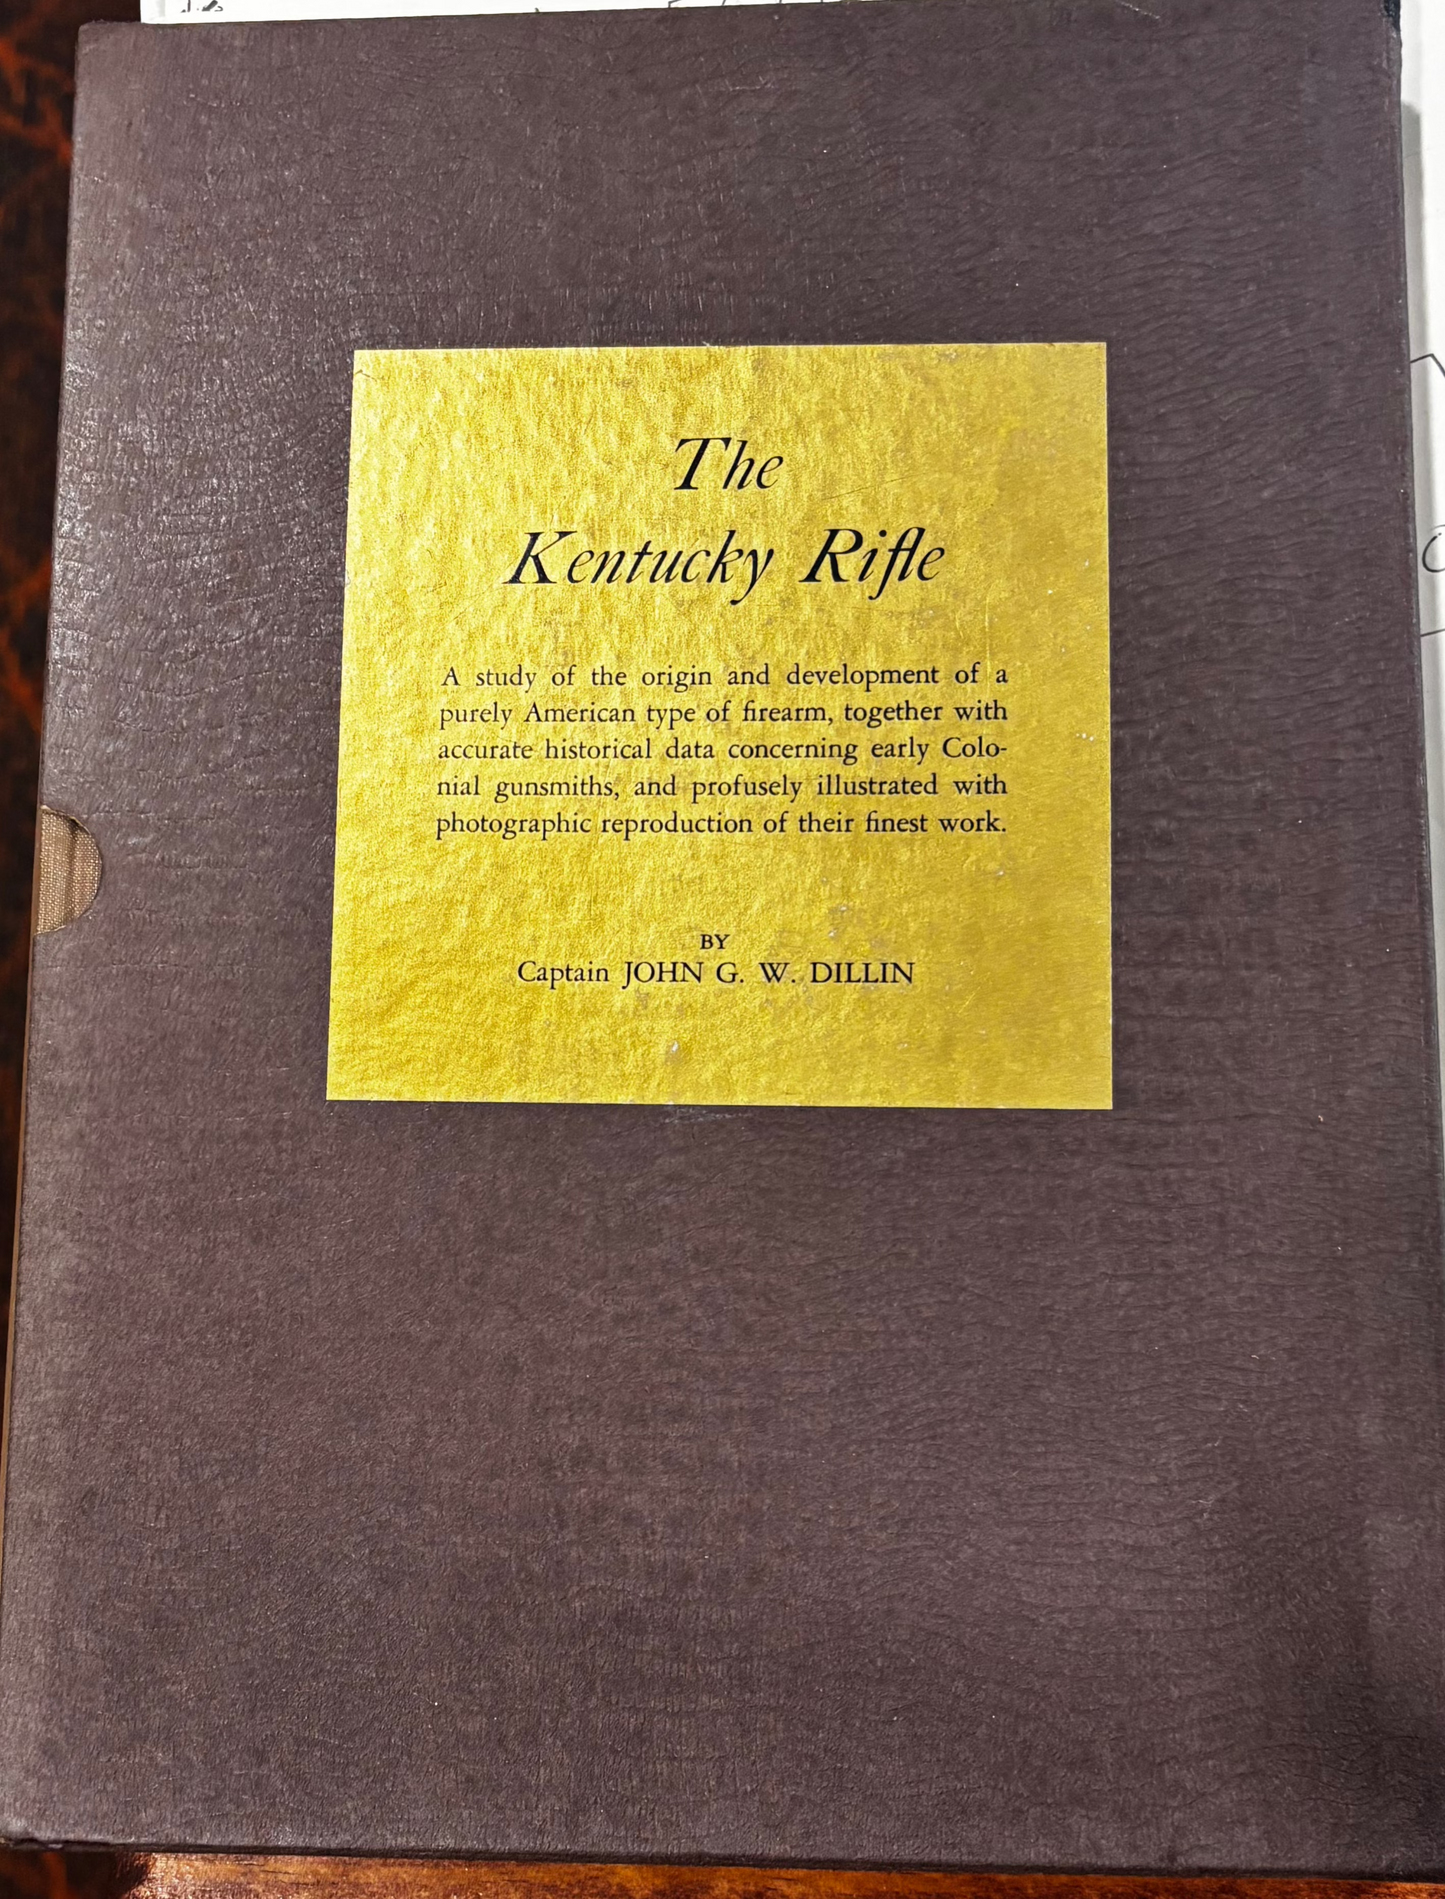 The
Kentucky Rifle
A study of the origin and development of a
purely American type of firearm, together with
accurate historical data concerning early Colo-
nial gunsmiths, and profusely illustrated with
photographic reproduction of their finest work.
BY
Captain JOHN G. W. DILLIN